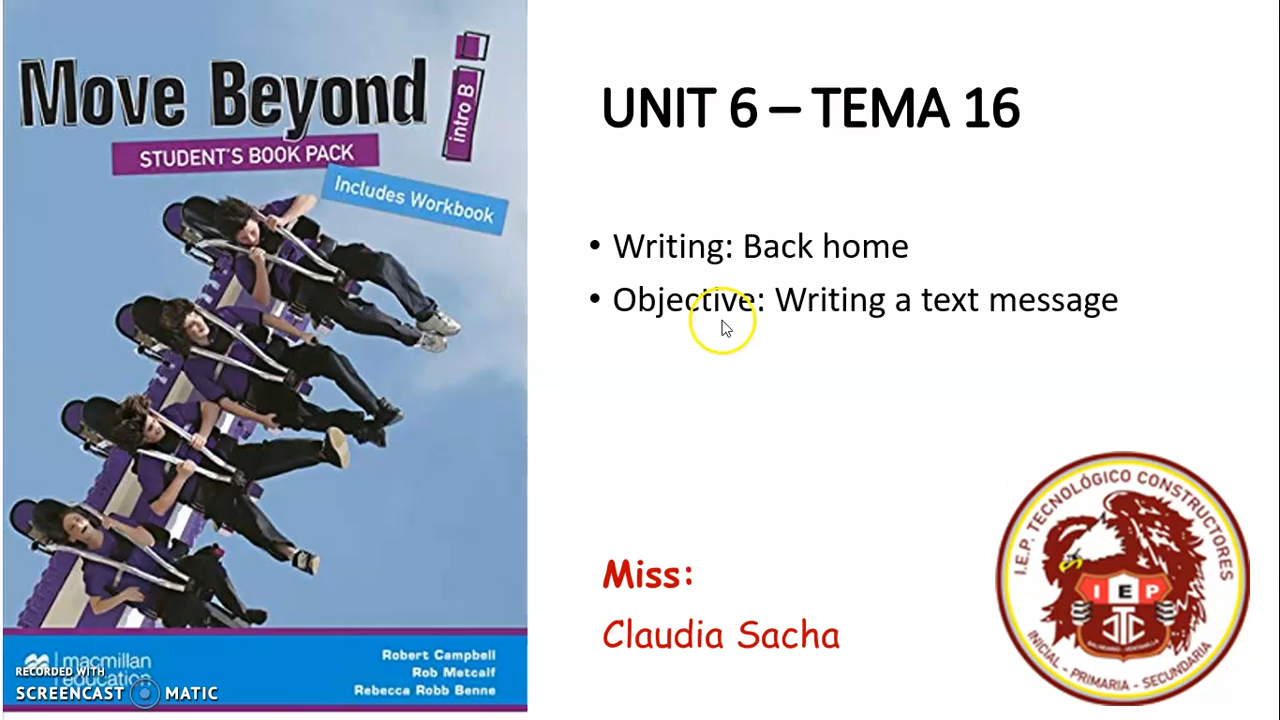 Move Beyond
intro B
STUDENT'S BOOK PACK
Includes Workbook
macmillan
education
Robert Campbell
Rob Metcalf
Rebecca Robb Benne
RECORDED WITH
SCREENCAST MATIC
UNIT 6 – TEMA 16
• Writing: Back home
• Objective: Writing a text message
Miss:
Claudia Sacha
I.E.P. TECNOLÓGICO CONSTRUCTORES
I E P
INICIAL - PRIMARIA - SECUNDARIA